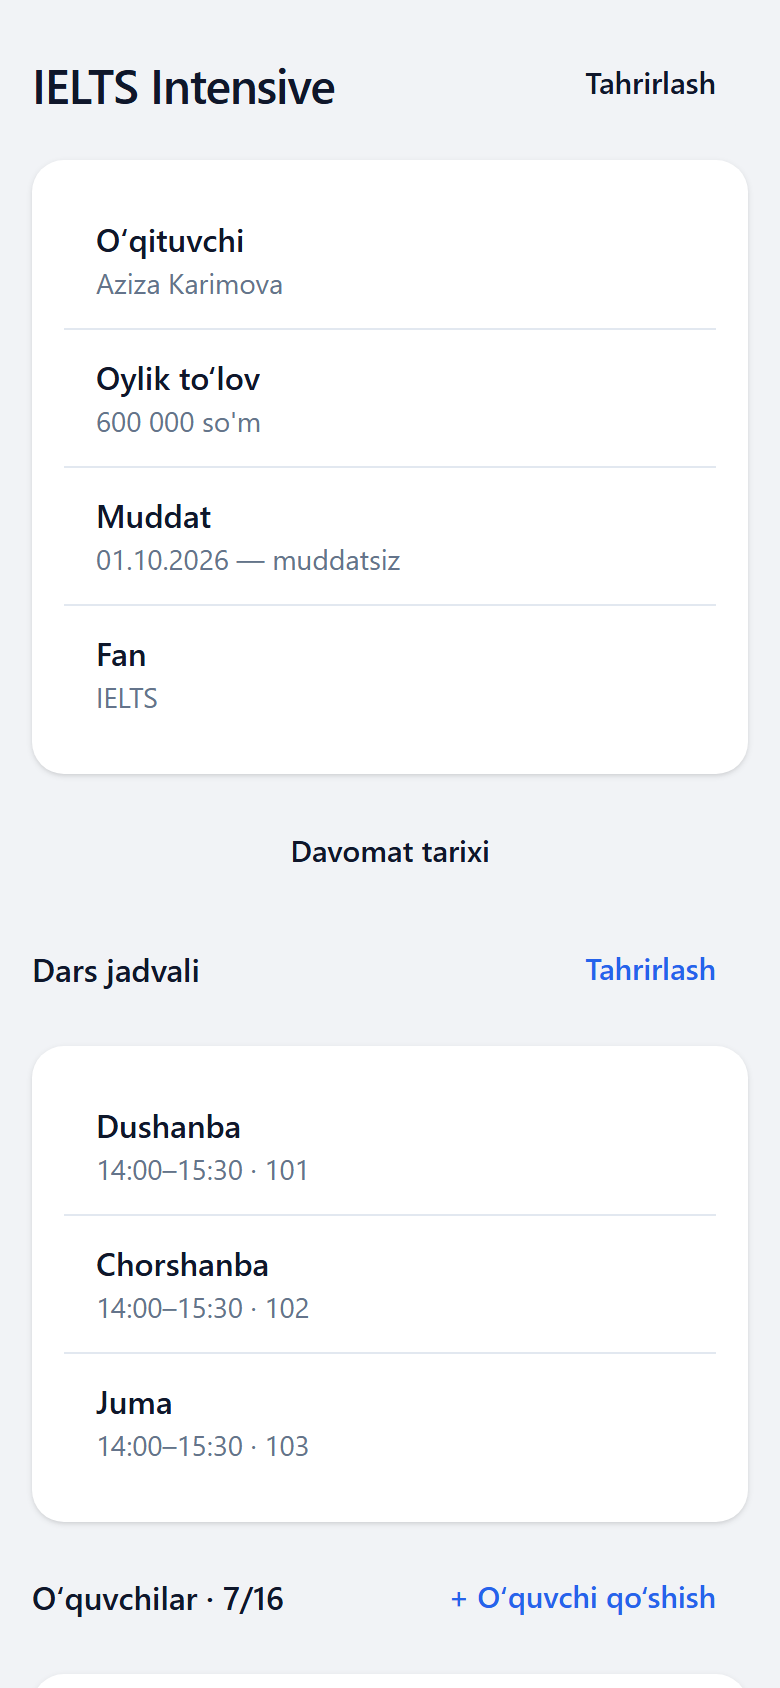 IELTS Intensive
Tahrirlash
Oʻqituvchi
Aziza Karimova
Oylik toʻlov
600 000 so'm
Muddat
01.10.2026 — muddatsiz
Fan
IELTS
Davomat tarixi
Dars jadvali
Tahrirlash
Dushanba
14:00–15:30 · 101
Chorshanba
14:00–15:30 · 102
Juma
14:00–15:30 · 103
Oʻquvchilar · 7/16
+ Oʻquvchi qoʻshish